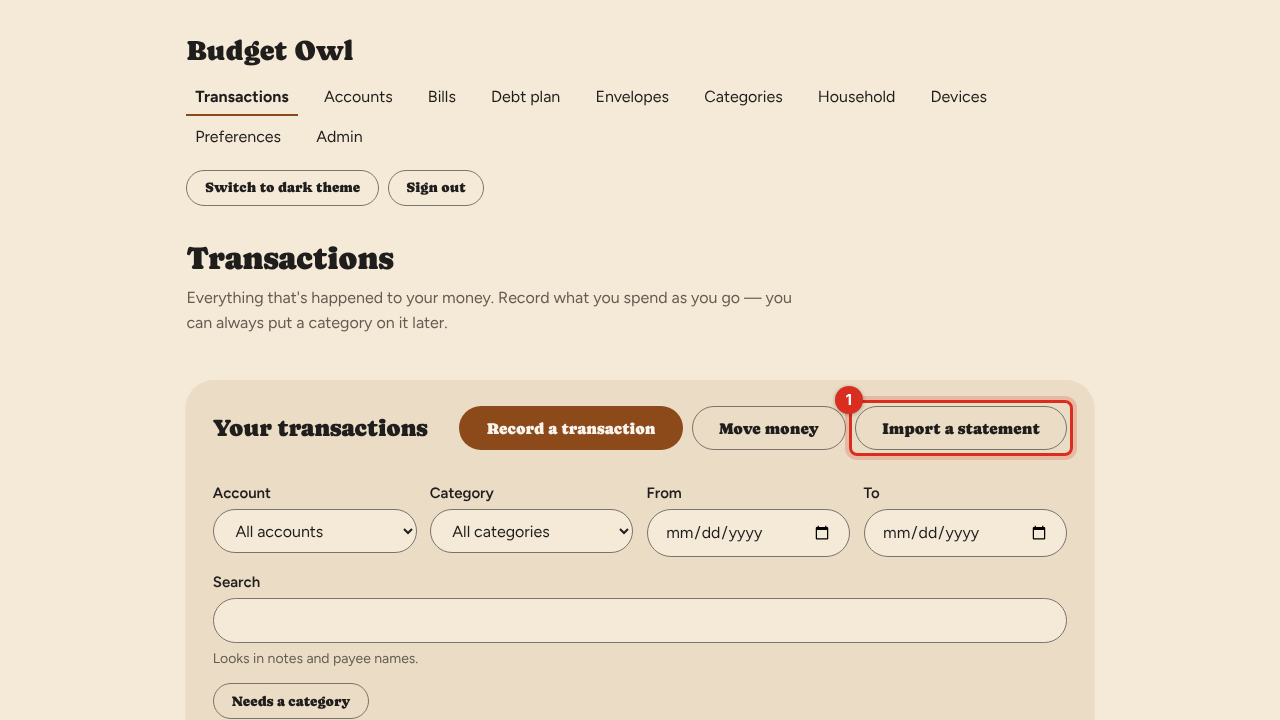 Budget Owl
Transactions Accounts Bills Debt plan Envelopes Categories Household Devices
Preferences Admin
Switch to dark theme Sign out
Transactions
Everything that's happened to your money. Record what you spend as you go — you
can always put a category on it later.
1
Your transactions Record a transaction Move money Import a statement
Account Category From To
All accounts All categories mm/dd/yyyy mm/dd/yyyy
Search
Looks in notes and payee names.
Needs a category